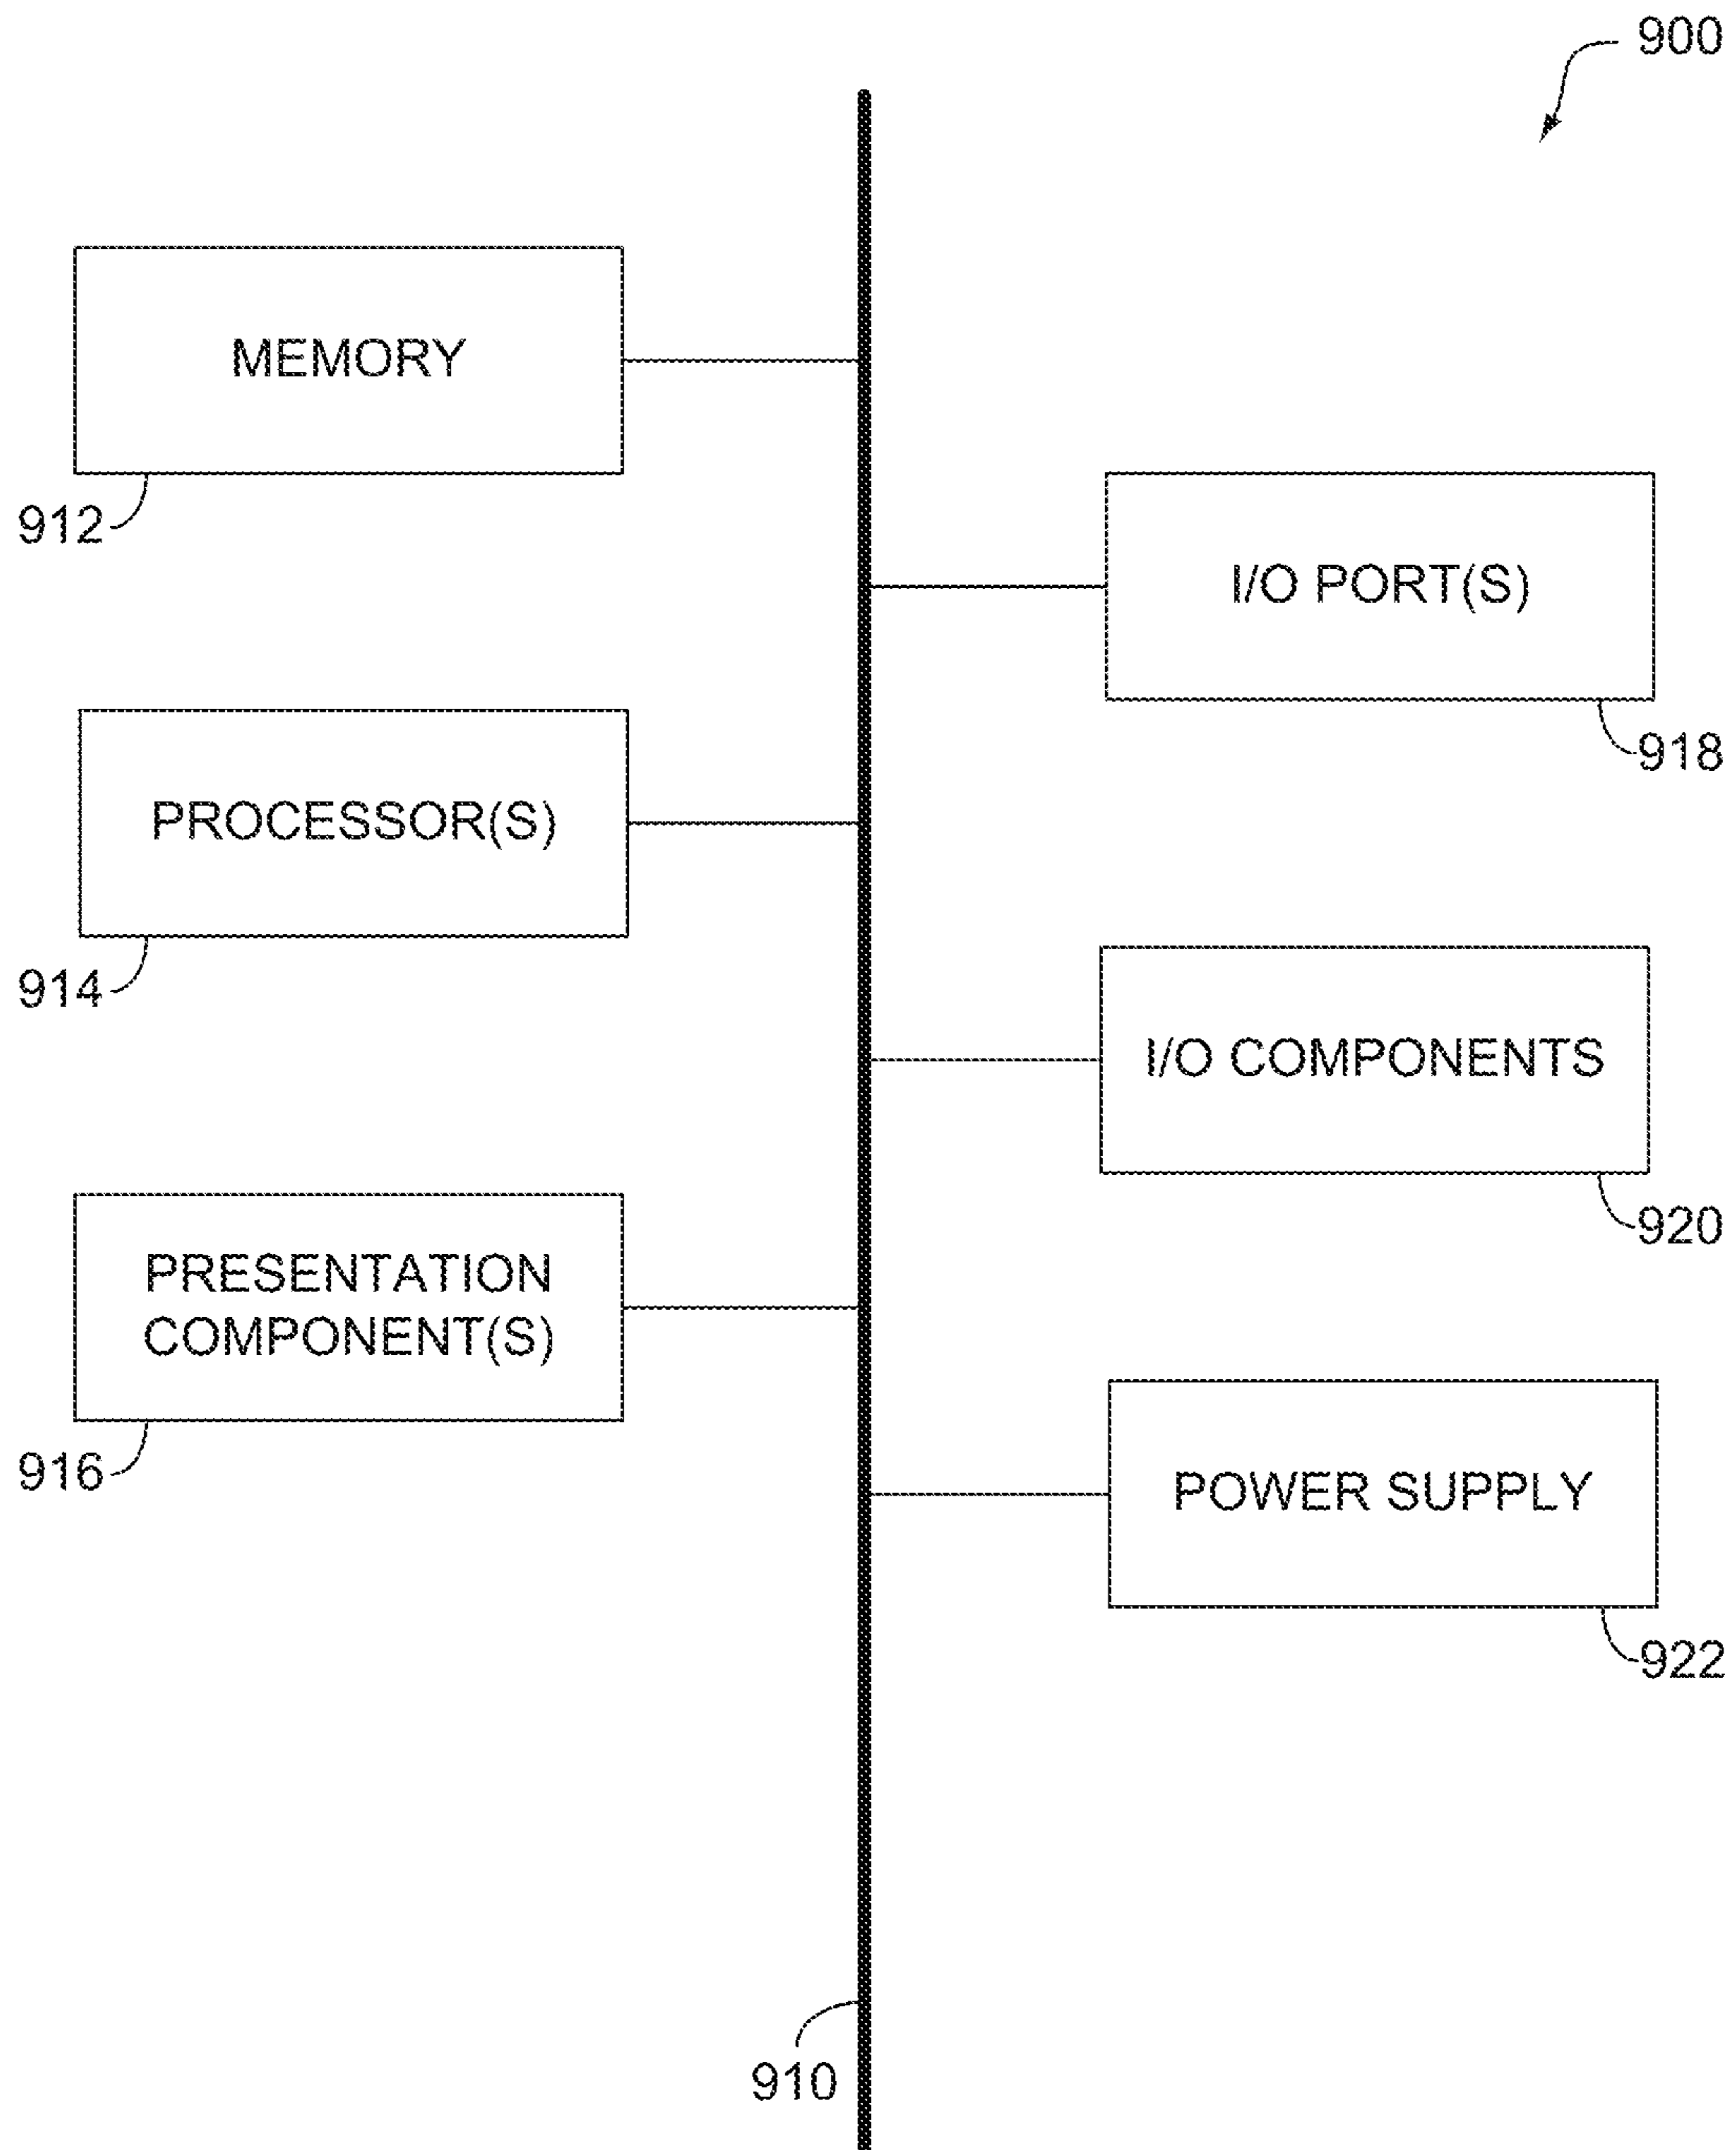 900
MEMORY
912
I/O PORT(S)
918
PROCESSOR(S)
914
I/O COMPONENTS
920
PRESENTATION
COMPONENT(S)
916
POWER SUPPLY
922
910